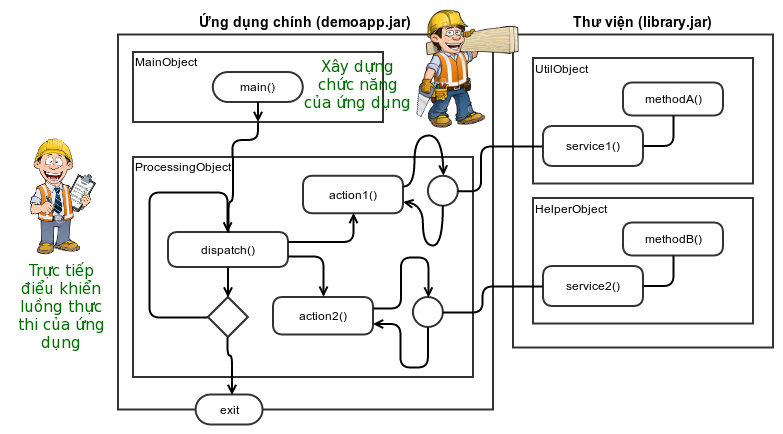 Ứng dụng chính (demoapp.jar)
Thư viện (library.jar)
MainObject
main()
Xây dựng
chức năng
của ứng dụng
UtilObject
methodA()
service1()
ProcessingObject
action1()
dispatch()
action2()
HelperObject
methodB()
service2()
Trực tiếp
điểu khiển
luồng thực
thi của ứng
dụng
exit